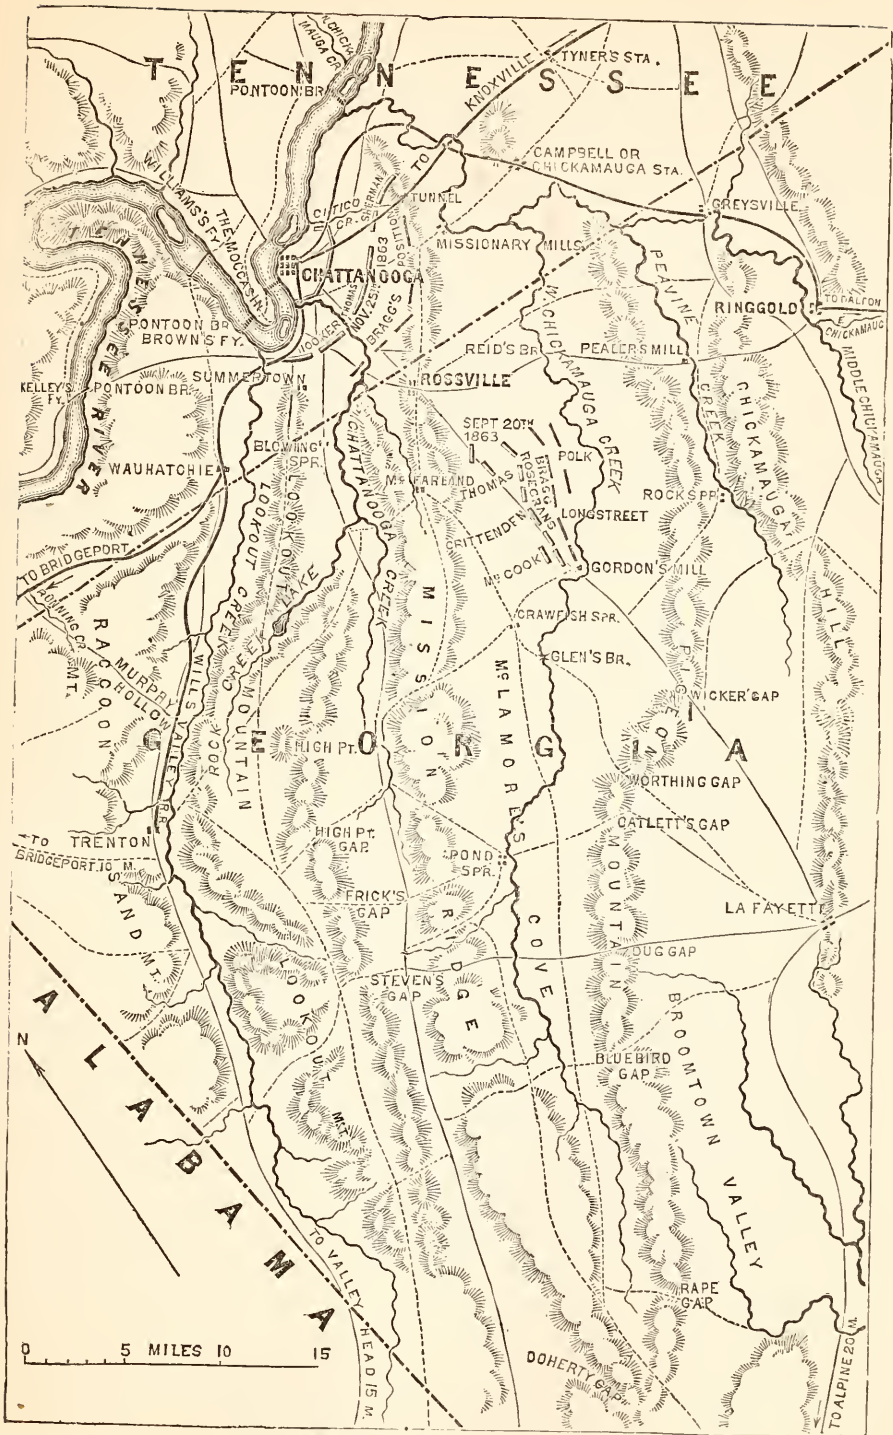 TENNESSEE
N. CHICKAMAUGA CR.
PONTOON BR.
KNOXVILLE
TO
TYNER'S STA.
CAMPBELL OR
CHICKAMAUGA STA.
WILLIAMS'S FY.
THE MOCCASIN
CITICO
CR.
SHERMAN
TUNNEL
GREYSVILLE
MISSIONARY MILLS
TENNESSEE RIVER
CHATTANOOGA
THOMAS
NOV. 25TH 1863
BRAGG'S
POSITION
HOOKER
PEAVINE
CREEK
TO DALTON
RINGGOLD
E. CHICKAMAUGA
MIDDLE CHICKAMAUGA
PONTOON BR.
BROWN'S FY.
REID'S BR.
PEALER'S MILL
W. CHICKAMAUGA CREEK
SUMMERTOWN
KELLEY'S
FY.
PONTOON BR.
ROSSVILLE
SEPT 20TH
1863
CHICKAMAUGA
HILL
BLOWING
SPR.
POLK
WAUHATCHIE
CHATTANOOGA CREEK
McFARLAND
THOMAS
BRAGG
ROSECRANS
ROCK SPR.
LONGSTREET
CRITTENDEN
LOOKOUT CREEK
LOOKOUT
MOUNTAIN
LAKE
TO BRIDGEPORT
McCOOK
GORDON'S MILL
RUNNING CR.
CRAWFISH SPR.
RACCOON
MT.
MURPHY
HOLLOW
GLEN'S BR.
MISSION
RIDGE
McLAMORE'S
COVE
PIGEON
MOUNTAIN
WICKER'S GAP
WILLS VALLEY R.R.
ROCK
CREEK
GEORGIA
HIGH PT.
WORTHING GAP
TO
BRIDGEPORT, 10 M.
TRENTON
HIGH PT.
GAP
CATLETT'S GAP
POND
SPR.
SAND MT.
FRICK'S
GAP
LA FAYETTE
DUG GAP
STEVENS'
GAP
LOOKOUT
MT.
ALABAMA
N
BLUEBIRD
GAP
BROOMTOWN VALLEY
TO VALLEY HEAD 15 M.
RAPE
GAP
0 5 MILES 10 15
DOHERTY GAP
TO ALPINE 20 M.